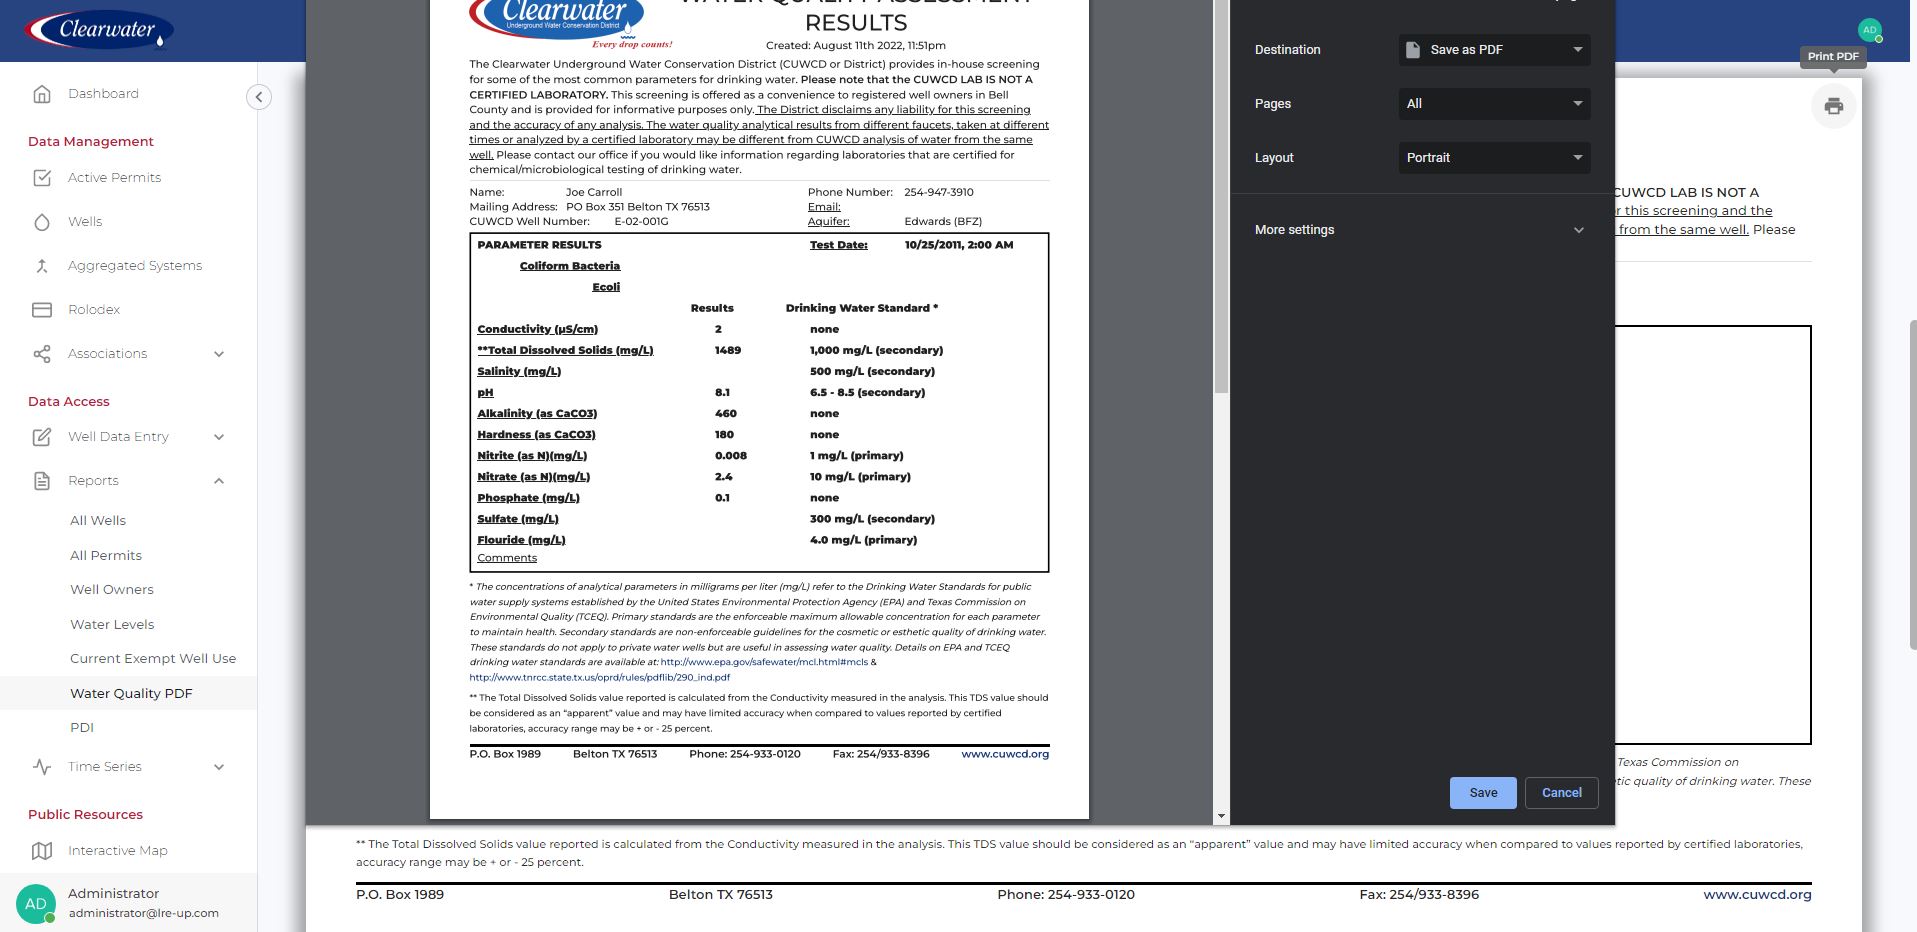 Clearwater
AD
Print PDF
Dashboard
Data Management
Active Permits
Wells
Aggregated Systems
Rolodex
Associations
Data Access
Well Data Entry
Reports
All Wells
All Permits
Well Owners
Water Levels
Current Exempt Well Use
Water Quality PDF
PDI
Time Series
Public Resources
Interactive Map
AD
Administrator
administrator@lre-up.com
Clearwater
Underground Water Conservation District
Every drop counts!
WATER QUALITY ASSESSMENT
RESULTS
Created: August 11th 2022, 11:51pm
The Clearwater Underground Water Conservation District (CUWCD or District) provides in-house screening
for some of the most common parameters for drinking water. Please note that the CUWCD LAB IS NOT A
CERTIFIED LABORATORY. This screening is offered as a convenience to registered well owners in Bell
County and is provided for informative purposes only. The District disclaims any liability for this screening
and the accuracy of any analysis. The water quality analytical results from different faucets, taken at different
times or analyzed by a certified laboratory may be different from CUWCD analysis of water from the same
well. Please contact our office if you would like information regarding laboratories that are certified for
chemical/microbiological testing of drinking water.
Name: Joe Carroll Phone Number: 254-947-3910
Mailing Address: PO Box 351 Belton TX 76513 Email:
CUWCD Well Number: E-02-001G Aquifer: Edwards (BFZ)
PARAMETER RESULTS Test Date: 10/25/2011, 2:00 AM
Coliform Bacteria
Ecoli
Results Drinking Water Standard *
Conductivity (µS/cm) 2 none
**Total Dissolved Solids (mg/L) 1489 1,000 mg/L (secondary)
Salinity (mg/L) 500 mg/L (secondary)
pH 8.1 6.5 - 8.5 (secondary)
Alkalinity (as CaCO3) 460 none
Hardness (as CaCO3) 180 none
Nitrite (as N)(mg/L) 0.008 1 mg/L (primary)
Nitrate (as N)(mg/L) 2.4 10 mg/L (primary)
Phosphate (mg/L) 0.1 none
Sulfate (mg/L) 300 mg/L (secondary)
Flouride (mg/L) 4.0 mg/L (primary)
Comments
* The concentrations of analytical parameters in milligrams per liter (mg/L) refer to the Drinking Water Standards for public
water supply systems established by the United States Environmental Protection Agency (EPA) and Texas Commission on
Environmental Quality (TCEQ). Primary standards are the enforceable maximum allowable concentration for each parameter
to maintain health. Secondary standards are non-enforceable guidelines for the cosmetic or esthetic quality of drinking water.
These standards do not apply to private water wells but are useful in assessing water quality. Details on EPA and TCEQ
drinking water standards are available at: http://www.epa.gov/safewater/mcl.html#mcls &
http://www.tnrcc.state.tx.us/oprd/rules/pdflib/290_ind.pdf
** The Total Dissolved Solids value reported is calculated from the Conductivity measured in the analysis. This TDS value should
be considered as an “apparent” value and may have limited accuracy when compared to values reported by certified
laboratories, accuracy range may be + or - 25 percent.
P.O. Box 1989 Belton TX 76513 Phone: 254-933-0120 Fax: 254/933-8396 www.cuwcd.org
Destination Save as PDF
Pages All
Layout Portrait
More settings
Save Cancel
CUWCD LAB IS NOT A
r this screening and the
from the same well. Please
Texas Commission on
tic quality of drinking water. These
** The Total Dissolved Solids value reported is calculated from the Conductivity measured in the analysis. This TDS value should be considered as an “apparent” value and may have limited accuracy when compared to values reported by certified laboratories,
accuracy range may be + or - 25 percent.
P.O. Box 1989 Belton TX 76513 Phone: 254-933-0120 Fax: 254/933-8396 www.cuwcd.org